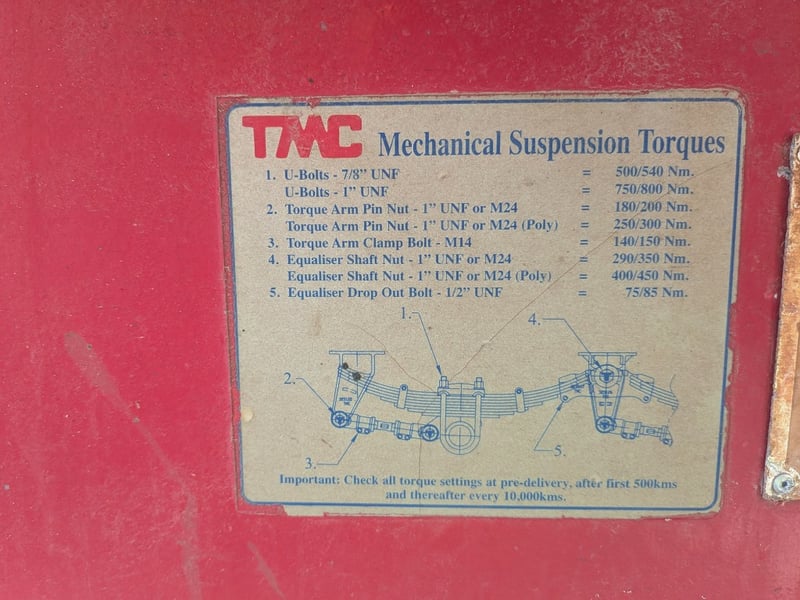 TMC Mechanical Suspension Torques
1. U-Bolts - 7/8" UNF = 500/540 Nm.
U-Bolts - 1" UNF = 750/800 Nm.
2. Torque Arm Pin Nut - 1" UNF or M24 = 180/200 Nm.
Torque Arm Pin Nut - 1" UNF or M24 (Poly) = 250/300 Nm.
3. Torque Arm Clamp Bolt - M14 = 140/150 Nm.
4. Equaliser Shaft Nut - 1" UNF or M24 = 290/350 Nm.
Equaliser Shaft Nut - 1" UNF or M24 (Poly) = 400/450 Nm.
5. Equaliser Drop Out Bolt - 1/2" UNF = 75/85 Nm.
1.
4.
2.
3.
5.
Important: Check all torque settings at pre-delivery, after first 500kms
and thereafter every 10,000kms.